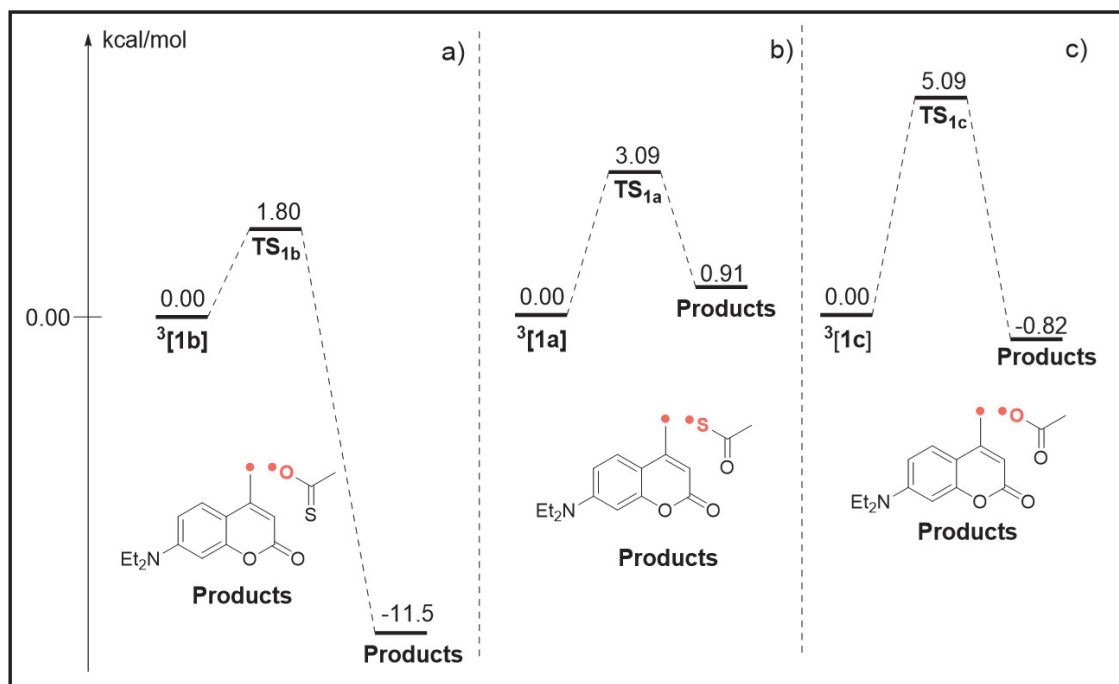 kcal/mol
a)
1.80
TS1b
0.00
0.00
3[1b]
O
S
Et2N
O
O
Products
-11.5
Products
b)
3.09
TS1a
0.00
3[1a]
0.91
Products
S
O
Et2N
O
O
Products
c)
5.09
TS1c
0.00
3[1c]
-0.82
Products
O
O
Et2N
O
O
Products